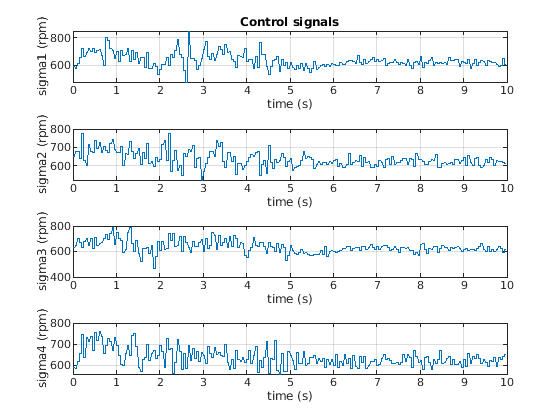 Control signals
800
600
sigma1 (rpm)
0 1 2 3 4 5 6 7 8 9 10
time (s)
800
700
600
sigma2 (rpm)
0 1 2 3 4 5 6 7 8 9 10
time (s)
800
600
400
sigma3 (rpm)
0 1 2 3 4 5 6 7 8 9 10
time (s)
800
700
600
sigma4 (rpm)
0 1 2 3 4 5 6 7 8 9 10
time (s)